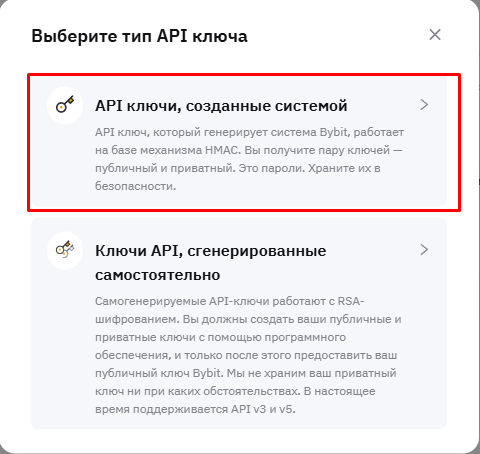 Выберите тип API ключа
API ключи, созданные системой
API ключ, который генерирует система Bybit, работает
на базе механизма HMAC. Вы получите пару ключей —
публичный и приватный. Это пароли. Храните их в
безопасности.
Ключи API, сгенерированные
самостоятельно
Самогенерируемые API-ключи работают с RSA-
шифрованием. Вы должны создать ваши публичные и
приватные ключи с помощью программного
обеспечения, и только после этого предоставить ваш
публичный ключ Bybit. Мы не храним ваш приватный
ключ ни при каких обстоятельствах. В настоящее
время поддерживается API v3 и v5.